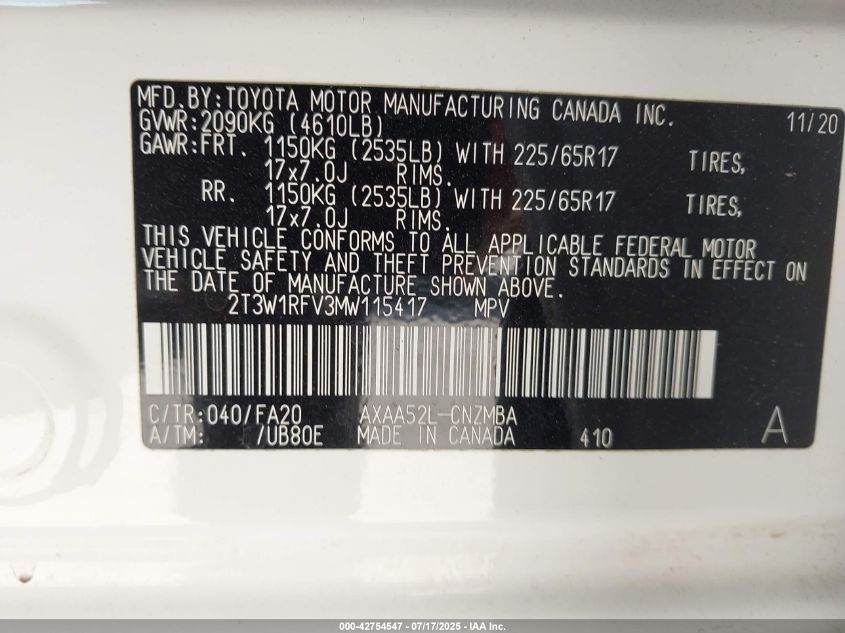 MFD.BY:TOYOTA MOTOR MANUFACTURING CANADA INC. 11/20
GVWR:2090KG (4610LB)
GAWR:FRT. 1150KG (2535LB) WITH 225/65R17 TIRES,
17x7.0J RIMS.
RR. 1150KG (2535LB) WITH 225/65R17 TIRES,
17x7.0J RIMS.
THIS VEHICLE CONFORMS TO ALL APPLICABLE FEDERAL MOTOR
VEHICLE SAFETY AND THEFT PREVENTION STANDARDS IN EFFECT ON
THE DATE OF MANUFACTURE SHOWN ABOVE.
2T3W1RFV3MW115417 MPV
C/TR:040/FA20 AXAA52L-CNZMBA
A/TM: /UB80E MADE IN CANADA 410 A
000-42754547 - 07/17/2025 - IAA Inc.